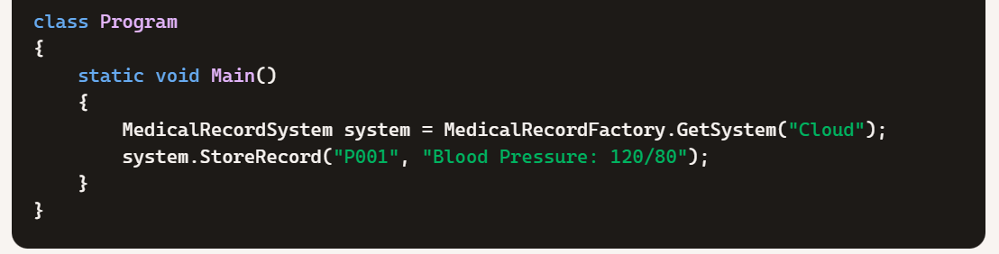 class Program
{
    static void Main()
    {
        MedicalRecordSystem system = MedicalRecordFactory.GetSystem("Cloud");
        system.StoreRecord("P001", "Blood Pressure: 120/80");
    }
}